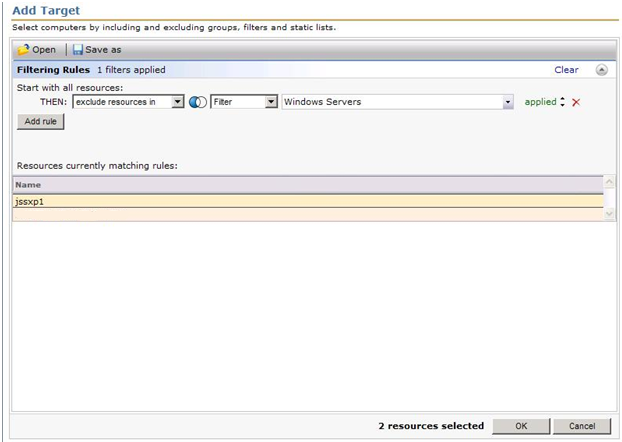 Add Target
Select computers by including and excluding groups, filters and static lists.
Open Save as
Filtering Rules 1 filters applied Clear
Start with all resources:
THEN: exclude resources in Filter Windows Servers applied
Add rule
Resources currently matching rules:
Name
jssxp1
2 resources selected OK Cancel